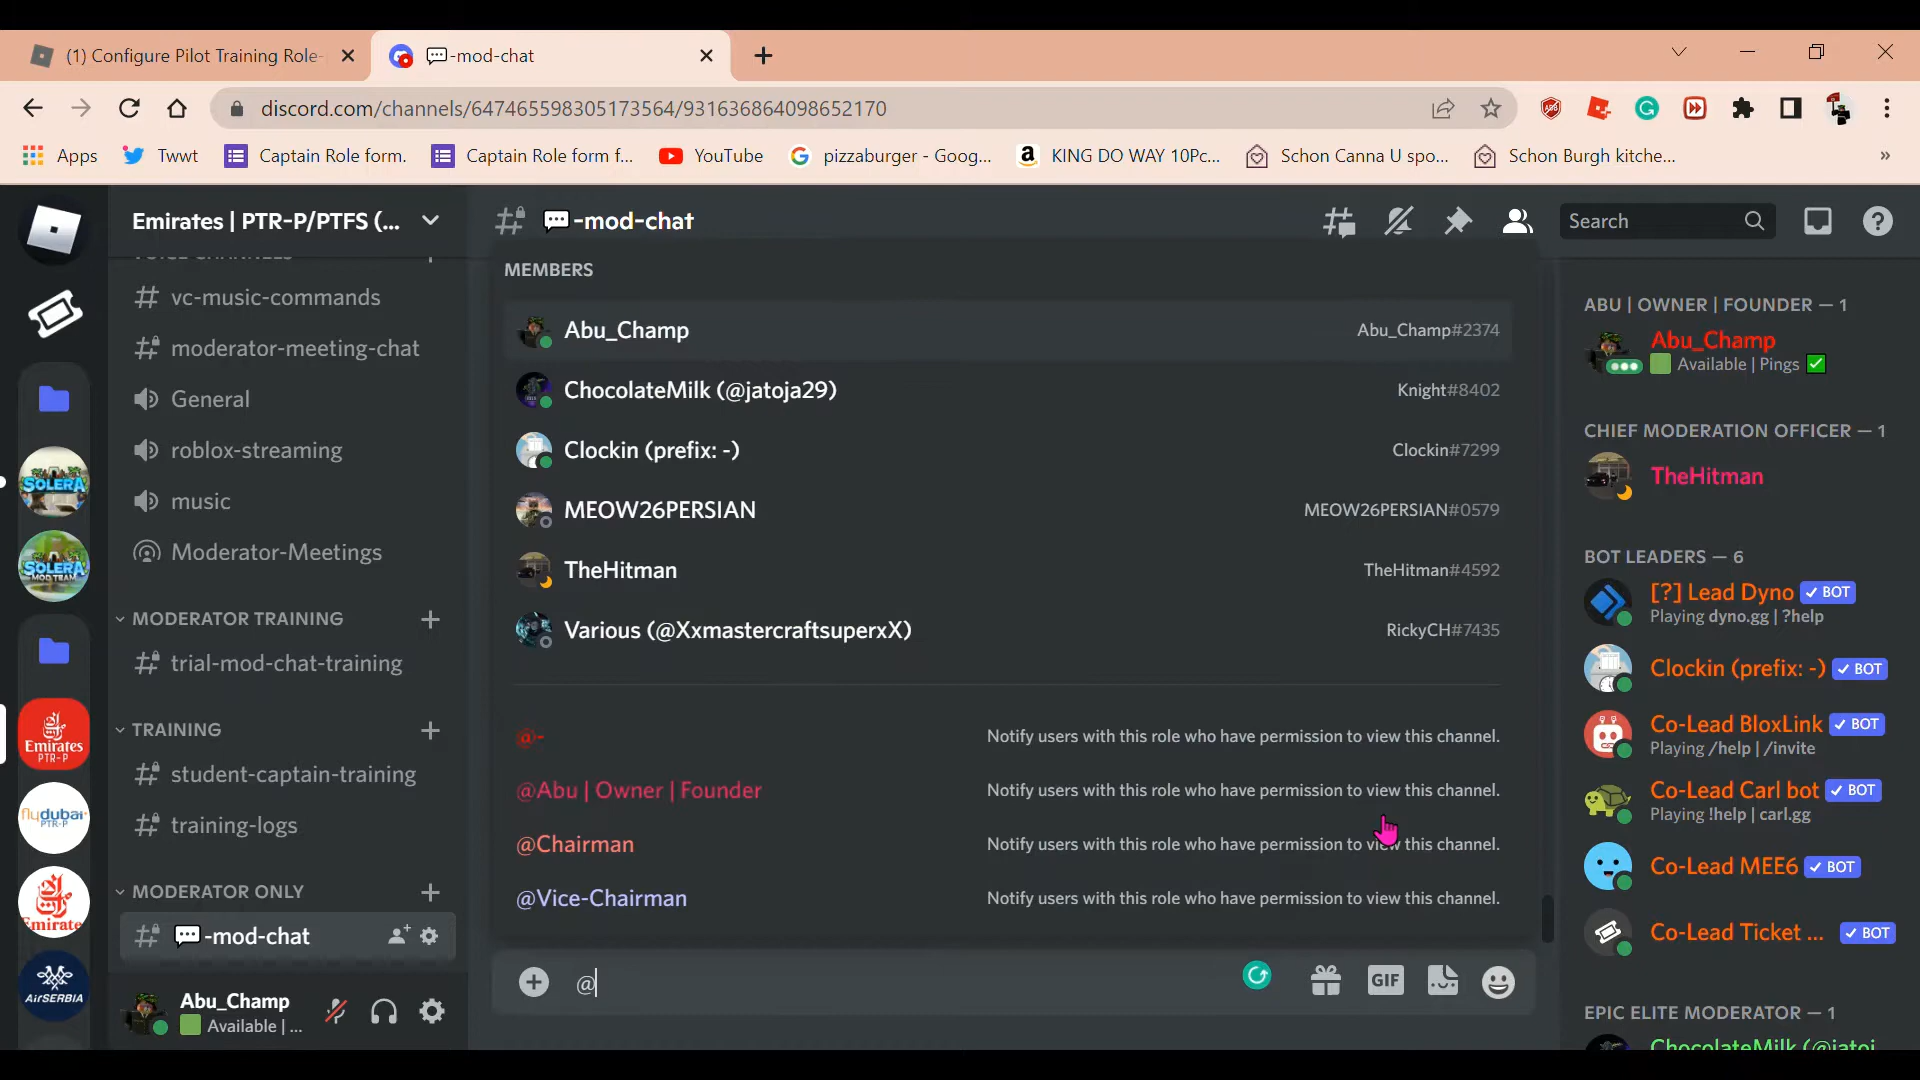 (1) Configure Pilot Training Role-
💬-mod-chat
discord.com/channels/647465598305173564/931636864098652170
Apps
Twwt
Captain Role form.
Captain Role form f...
YouTube
pizzaburger - Goog...
KING DO WAY 10Pc...
Schon Canna U spo...
Schon Burgh kitche...
»
Emirates | PTR-P/PTFS (...
💬-mod-chat
Search
vc-music-commands
moderator-meeting-chat
General
roblox-streaming
music
Moderator-Meetings
MODERATOR TRAINING
trial-mod-chat-training
TRAINING
student-captain-training
training-logs
MODERATOR ONLY
💬-mod-chat
Abu_Champ
Available | ...
SOLERA
SOLERA
MOD TEAM
Emirates
PTR-P
flydubai
PTR-P
Emirate
AirSERBIA
MEMBERS
Abu_Champ Abu_Champ#2374
ChocolateMilk (@jatoja29) Knight#8402
Clockin (prefix: -) Clockin#7299
MEOW26PERSIAN MEOW26PERSIAN#0579
TheHitman TheHitman#4592
Various (@XxmastercraftsuperxX) RickyCH#7435
@- Notify users with this role who have permission to view this channel.
@Abu | Owner | Founder Notify users with this role who have permission to view this channel.
@Chairman Notify users with this role who have permission to view this channel.
@Vice-Chairman Notify users with this role who have permission to view this channel.
@
GIF
ABU | OWNER | FOUNDER — 1
Abu_Champ
Available | Pings ✅
CHIEF MODERATION OFFICER — 1
TheHitman
BOT LEADERS — 6
[?] Lead Dyno ✓ BOT
Playing dyno.gg | ?help
Clockin (prefix: -) ✓ BOT
Co-Lead BloxLink ✓ BOT
Playing /help | /invite
Co-Lead Carl bot ✓ BOT
Playing !help | carl.gg
Co-Lead MEE6 ✓ BOT
Co-Lead Ticket ... ✓ BOT
EPIC ELITE MODERATOR — 1
ChocolateMilk (@jatoj